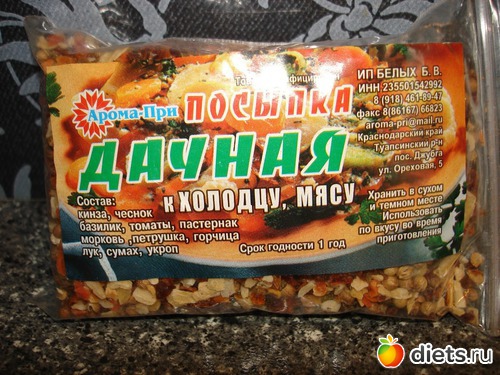 Арома-При
ПОСЫПКА
ДАЧНАЯ
к ХОЛОДЦУ, МЯСУ
Состав:
кинза, чеснок
базилик, томаты, пастернак
морковь ,петрушка, горчица
лук, сумах, укроп
Срок годности 1 год
ИП БЕЛЫХ Б. В.
ИНН 235501542992
8 (918) 461-89-47
факс 8(86167) 66823
aroma-pri@mail.ru
Краснодарский край
Туапсинский р-н
пос. Джубга
ул. Ореховая, 5
Хранить в сухом
и темном месте
Использовать
по вкусу во время
приготовления
diets.ru